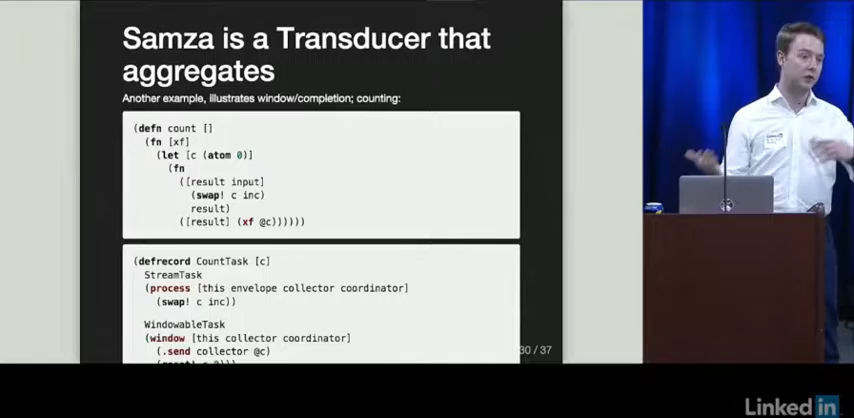 Samza is a Transducer that
aggregates
Another example, illustrates window/completion; counting:
(defn count []
(fn [xf]
(let [c (atom 0)]
(fn
([result input]
(swap! c inc)
result)
([result] (xf @c))))))
(defrecord CountTask [c]
StreamTask
(process [this envelope collector coordinator]
(swap! c inc))
WindowableTask
(window [this collector coordinator]
(.send collector @c)
30 / 37
LinkedIn